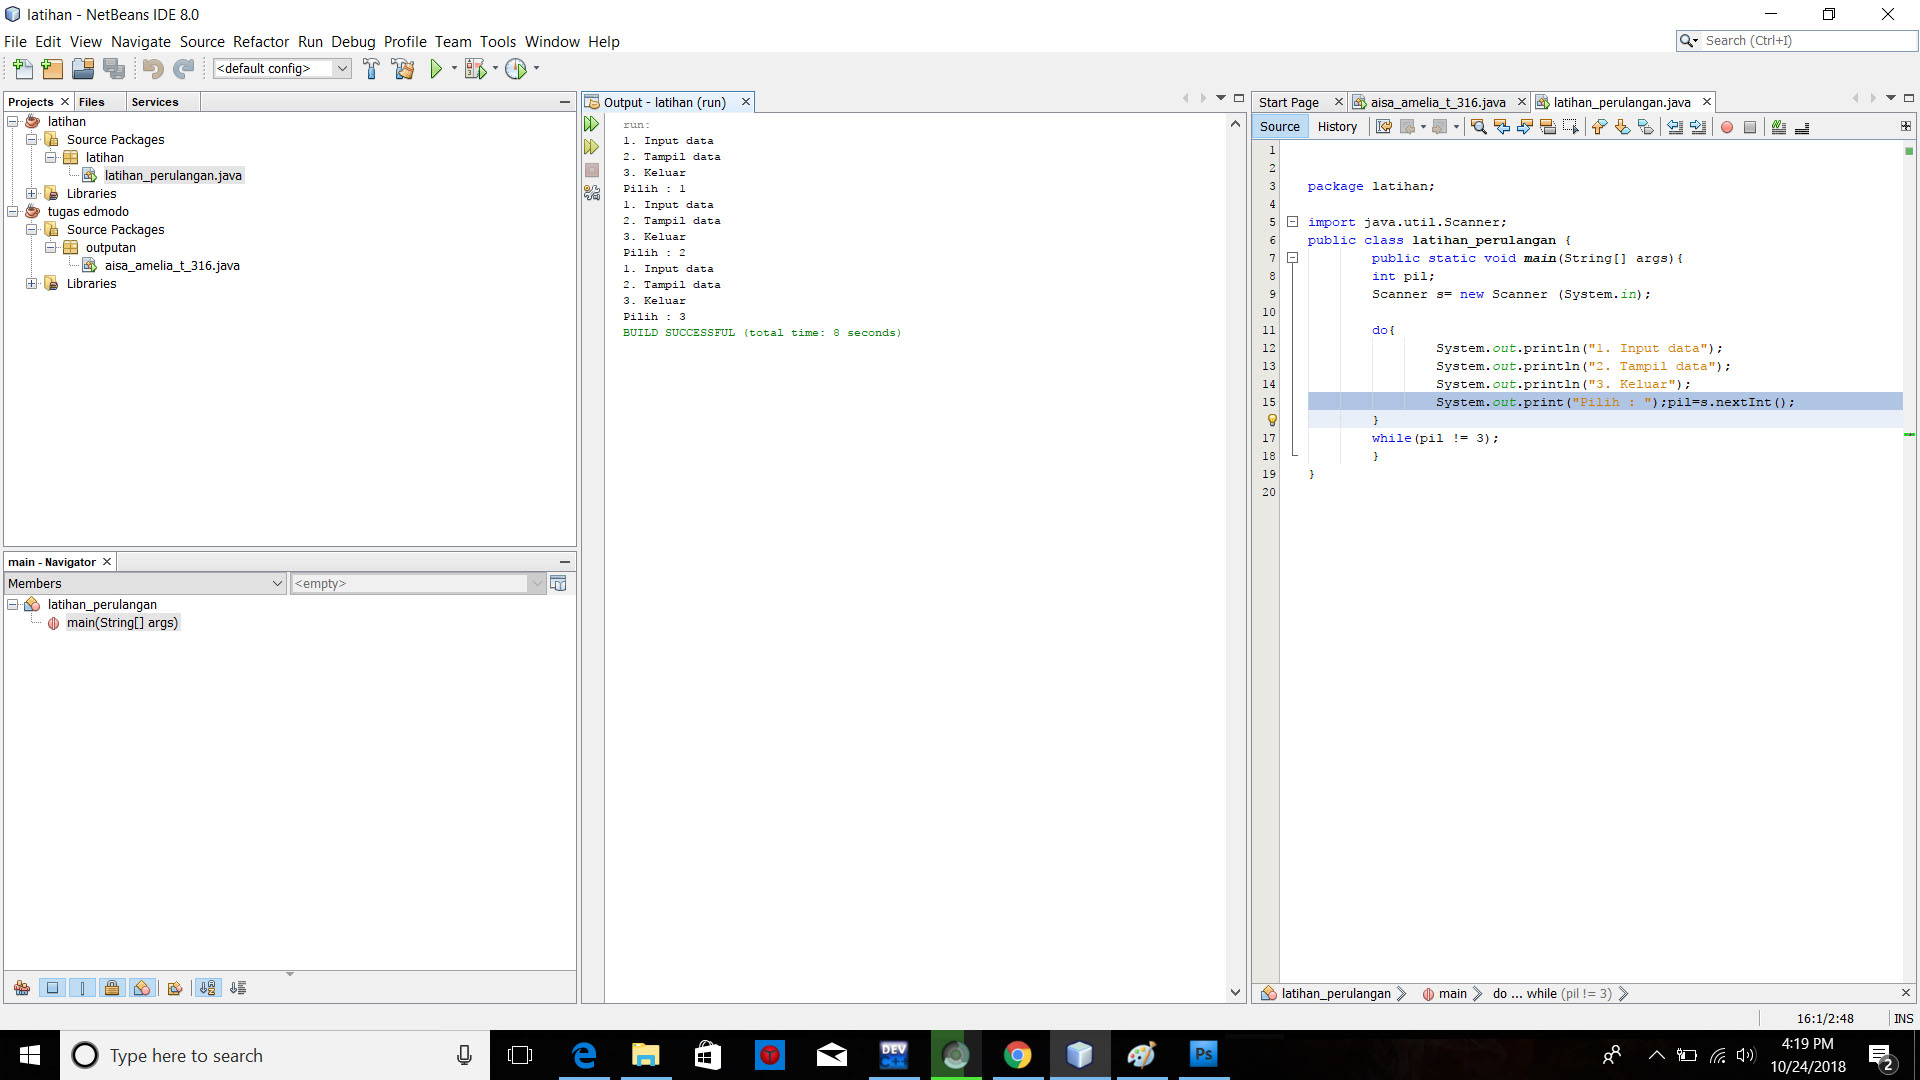 latihan - NetBeans IDE 8.0
File Edit View Navigate Source Refactor Run Debug Profile Team Tools Window Help
Search (Ctrl+I)
<default config>
Projects
Files
Services
latihan
Source Packages
latihan
latihan_perulangan.java
Libraries
tugas edmodo
Source Packages
outputan
aisa_amelia_t_316.java
Libraries
main - Navigator
Members
<empty>
latihan_perulangan
main(String[] args)
Output - latihan (run)
run:
1. Input data
2. Tampil data
3. Keluar
Pilih : 1
1. Input data
2. Tampil data
3. Keluar
Pilih : 2
1. Input data
2. Tampil data
3. Keluar
Pilih : 3
BUILD SUCCESSFUL (total time: 8 seconds)
Start Page
aisa_amelia_t_316.java
latihan_perulangan.java
Source History
1
2
3 package latihan;
4
5 import java.util.Scanner;
6 public class latihan_perulangan {
7 public static void main(String[] args){
8 int pil;
9 Scanner s= new Scanner (System.in);
10
11 do{
12 System.out.println("1. Input data");
13 System.out.println("2. Tampil data");
14 System.out.println("3. Keluar");
15 System.out.print("Pilih : ");pil=s.nextInt();
}
17 while(pil != 3);
18 }
19 }
20
latihan_perulangan main do ... while (pil != 3)
16:1/2:48 INS
Type here to search
DEV C++
Ps
4:19 PM
10/24/2018
2